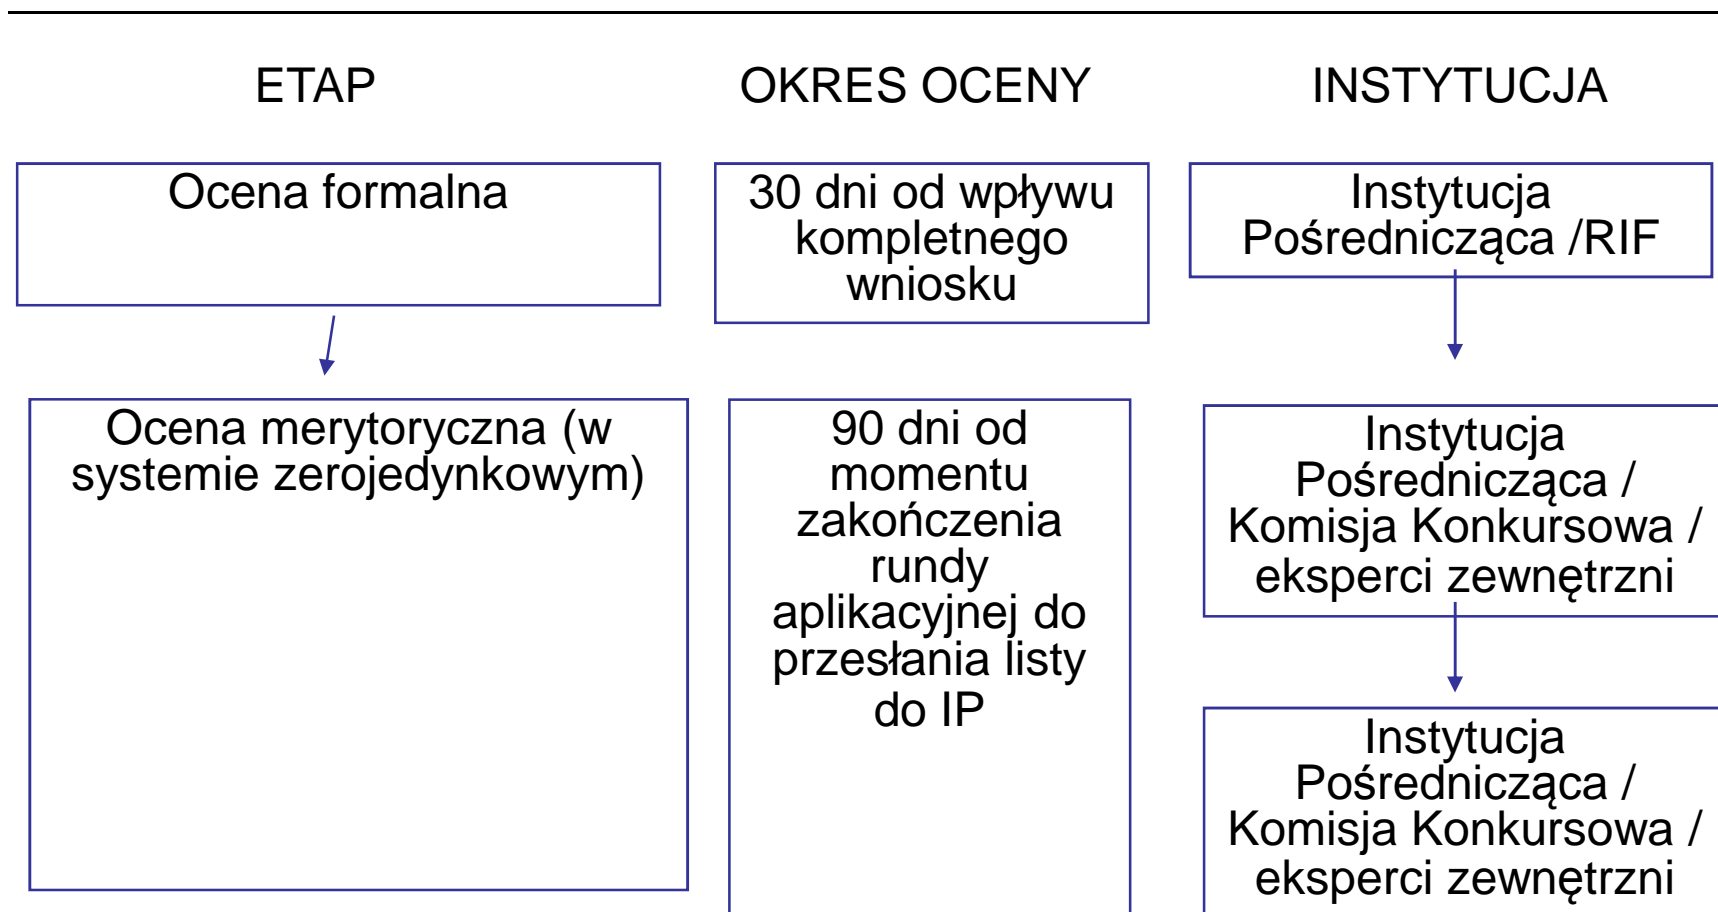 ETAP
OKRES OCENY
INSTYTUCJA
Ocena formalna
30 dni od wpływu
kompletnego
wniosku
Instytucja
Pośrednicząca /RIF
Ocena merytoryczna (w
systemie zerojedynkowym)
90 dni od
momentu
zakończenia
rundy
aplikacyjnej do
przesłania listy
do IP
Instytucja
Pośrednicząca /
Komisja Konkursowa /
eksperci zewnętrzni
Instytucja
Pośrednicząca /
Komisja Konkursowa /
eksperci zewnętrzni